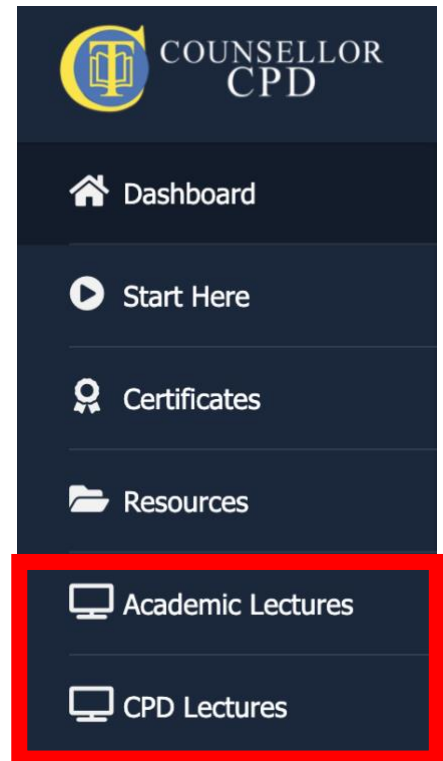 COUNSELLOR
CPD
Dashboard
Start Here
Certificates
Resources
Academic Lectures
CPD Lectures